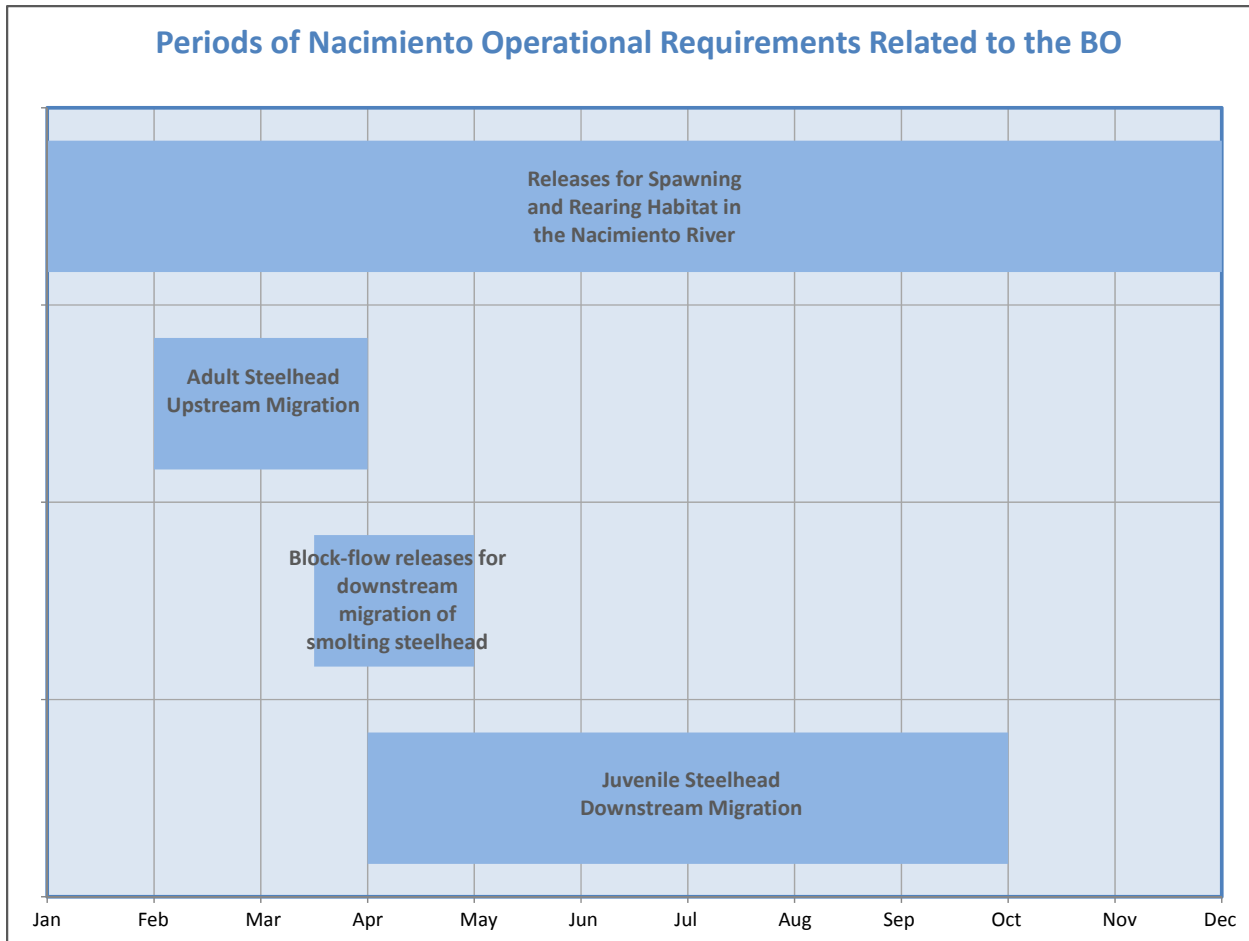 Periods of Nacimiento Operational Requirements Related to the BO
Releases for Spawning
and Rearing Habitat in
the Nacimiento River
Adult Steelhead
Upstream Migration
Block-flow releases for
downstream
migration of
smolting steelhead
Juvenile Steelhead
Downstream Migration
Jan Feb Mar Apr May Jun Jul Aug Sep Oct Nov Dec